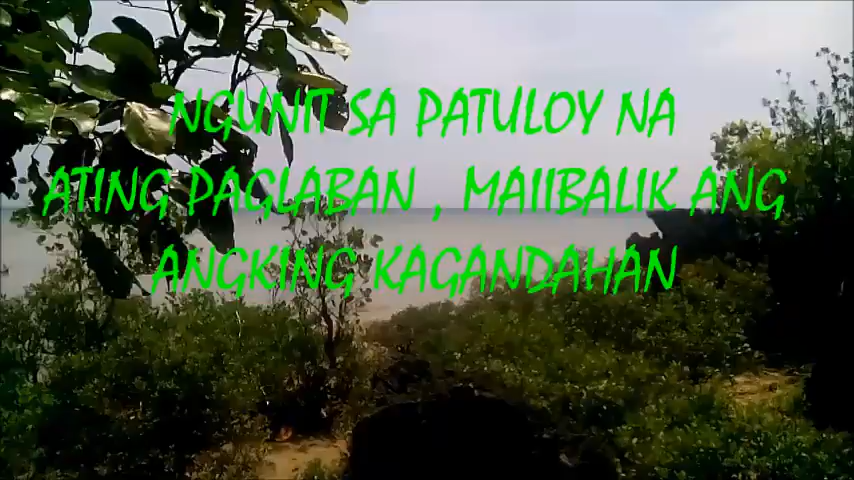 NGUNIT SA PATULOY NA
ATING PAGLABAN , MAIIBALIK ANG
ANGKING KAGANDAHAN